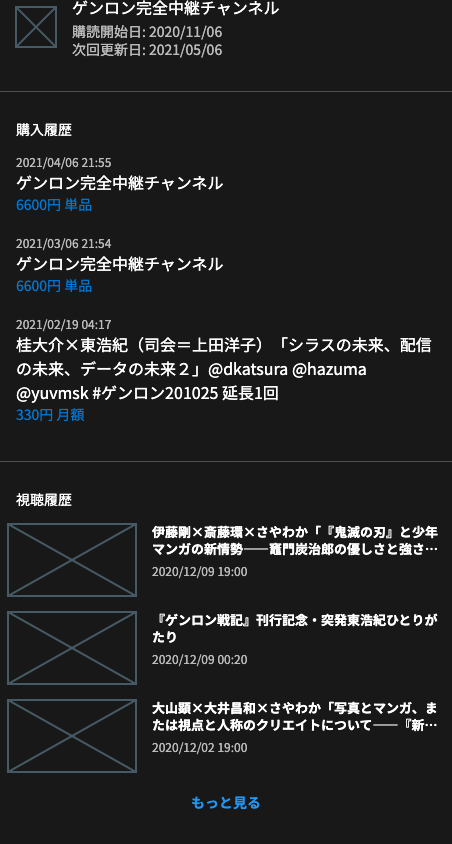 ゲンロン完全中継チャンネル
購読開始日: 2020/11/06
次回更新日: 2021/05/06
購入履歴
2021/04/06 21:55
ゲンロン完全中継チャンネル
6600円 単品
2021/03/06 21:54
ゲンロン完全中継チャンネル
6600円 単品
2021/02/19 04:17
桂大介×東浩紀（司会＝上田洋子）「シラスの未来、配信
の未来、データの未来２」@dkatsura @hazuma
@yuvmsk #ゲンロン201025 延長1回
330円 月額
視聴履歴
伊藤剛×斎藤環×さやわか「『鬼滅の刃』と少年
マンガの新情勢——竈門炭治郎の優しさと強さ…
2020/12/09 19:00
『ゲンロン戦記』刊行記念・突発東浩紀ひとりが
たり
2020/12/09 00:20
大山顕×大井昌和×さやわか「写真とマンガ、ま
たは視点と人称のクリエイトについて——『新…
2020/12/02 19:00
もっと見る